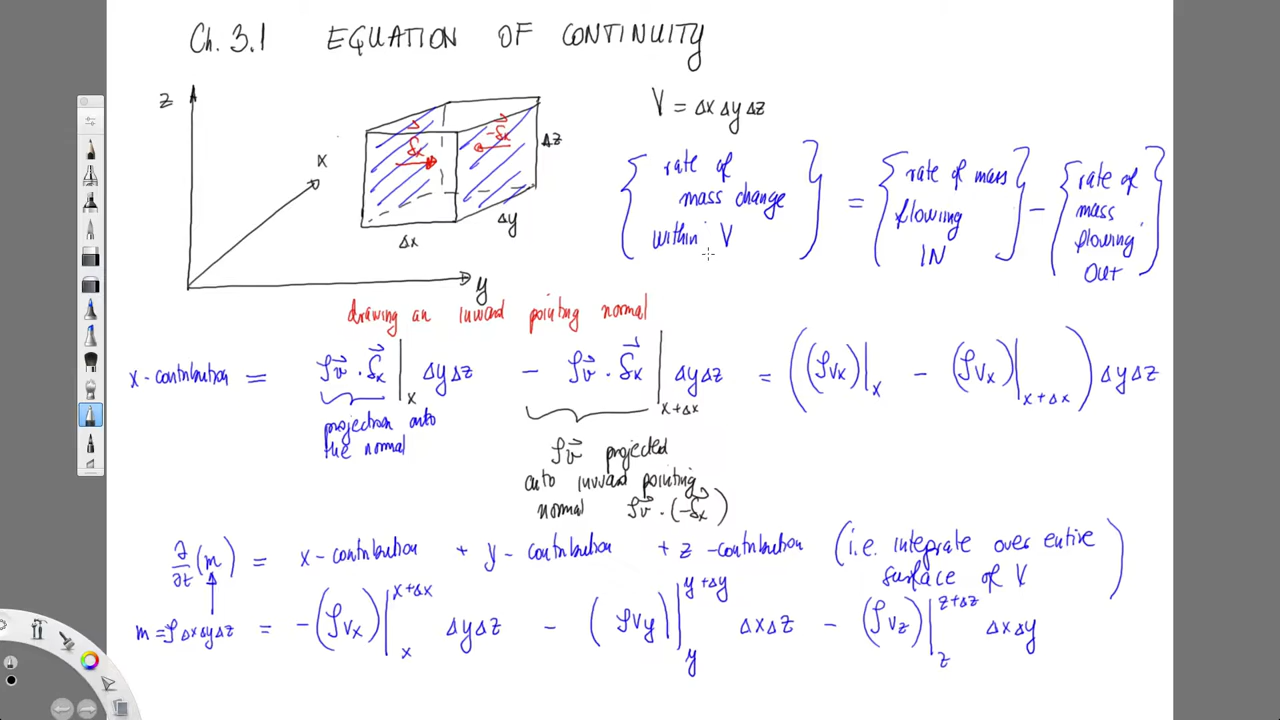 Ch. 3.1 EQUATION OF CONTINUITY
z
x
y
δx
-δx
Δz
Δy
Δx
V = Δx Δy Δz
{ rate of mass change within V } = { rate of mass flowing IN } - { rate of mass flowing OUT }
drawing an inward pointing normal
x-contribution = ρv⃗ · δ⃗x |x ΔyΔz - ρv⃗ · δ⃗x |x+Δx ΔyΔz = ((ρvx)|x - (ρvx)|x+Δx) ΔyΔz
projection onto
the normal
ρv⃗ projected
onto inward pointing
normal ρv⃗ · (-δ⃗x)
∂/∂t (m) = x-contribution + y-contribution + z-contribution (i.e. integrate over entire
surface of V)
m = ρ ΔxΔyΔz = -(ρvx)|x^x+Δx ΔyΔz - (ρvy)|y^y+Δy ΔxΔz - (ρvz)|z^z+Δz ΔxΔy